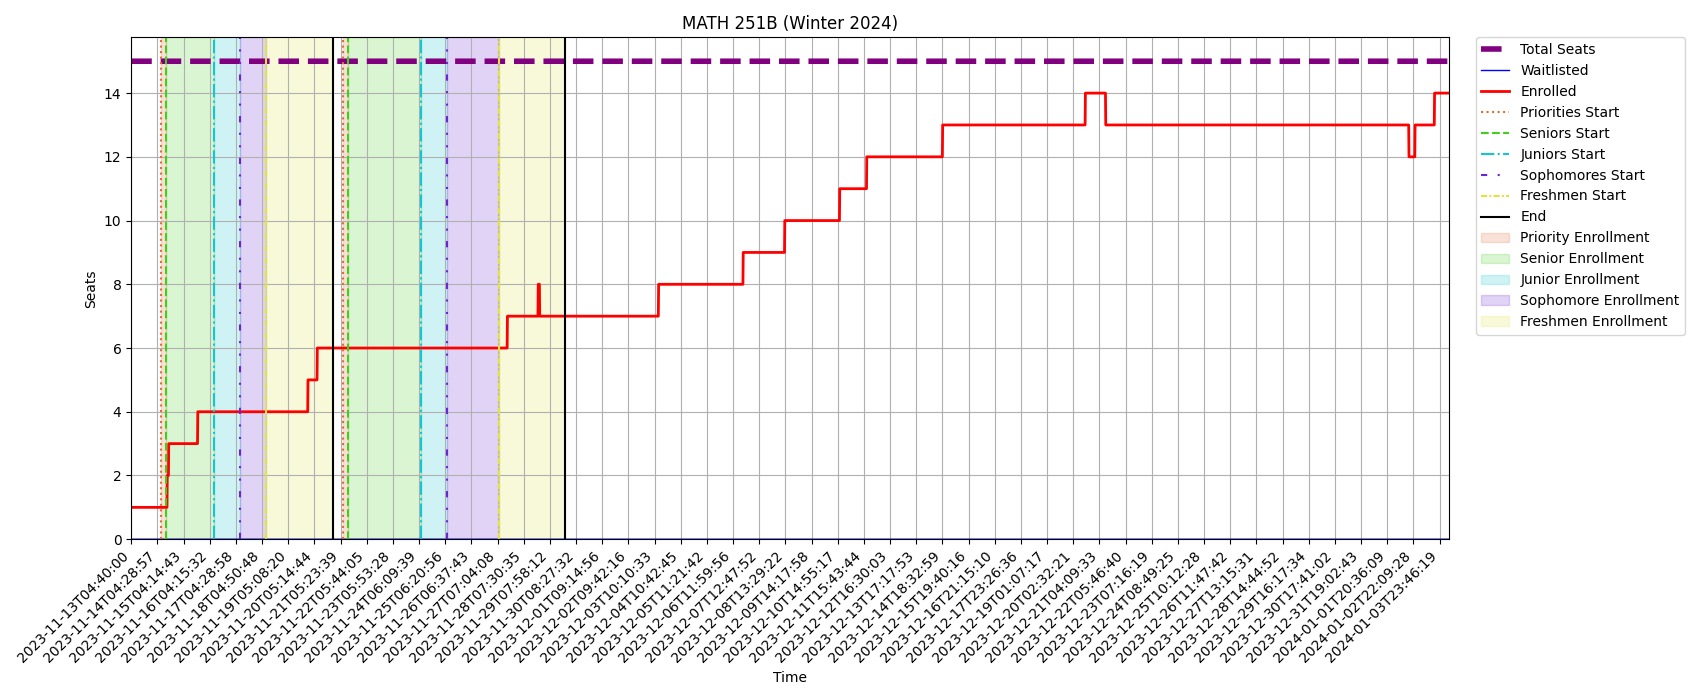 MATH 251B (Winter 2024)
Seats
14
12
10
8
6
4
2
0
2023-11-13T04:40:00
2023-11-14T04:28:57
2023-11-15T04:14:43
2023-11-16T04:15:32
2023-11-17T04:28:58
2023-11-18T04:50:48
2023-11-19T05:08:20
2023-11-20T05:14:44
2023-11-21T05:23:39
2023-11-22T05:44:05
2023-11-23T05:53:28
2023-11-24T06:09:39
2023-11-25T06:20:56
2023-11-26T06:37:43
2023-11-27T07:04:08
2023-11-28T07:30:35
2023-11-29T07:58:12
2023-11-30T08:27:32
2023-12-01T09:14:56
2023-12-02T09:42:16
2023-12-03T10:10:33
2023-12-04T10:42:45
2023-12-05T11:21:42
2023-12-06T11:59:56
2023-12-07T12:47:52
2023-12-08T13:29:22
2023-12-09T14:17:58
2023-12-10T14:55:17
2023-12-11T15:43:44
2023-12-12T16:30:03
2023-12-13T17:17:53
2023-12-14T18:32:59
2023-12-15T19:40:16
2023-12-16T21:15:10
2023-12-17T23:26:36
2023-12-19T01:07:17
2023-12-20T02:32:21
2023-12-21T04:09:33
2023-12-22T05:46:40
2023-12-23T07:16:19
2023-12-24T08:49:25
2023-12-25T10:12:28
2023-12-26T11:47:42
2023-12-27T13:15:31
2023-12-28T14:44:52
2023-12-29T16:17:34
2023-12-30T17:41:02
2023-12-31T19:02:43
2024-01-01T20:36:09
2024-01-02T22:09:28
2024-01-03T23:46:19
Time
Total Seats
Waitlisted
Enrolled
Priorities Start
Seniors Start
Juniors Start
Sophomores Start
Freshmen Start
End
Priority Enrollment
Senior Enrollment
Junior Enrollment
Sophomore Enrollment
Freshmen Enrollment